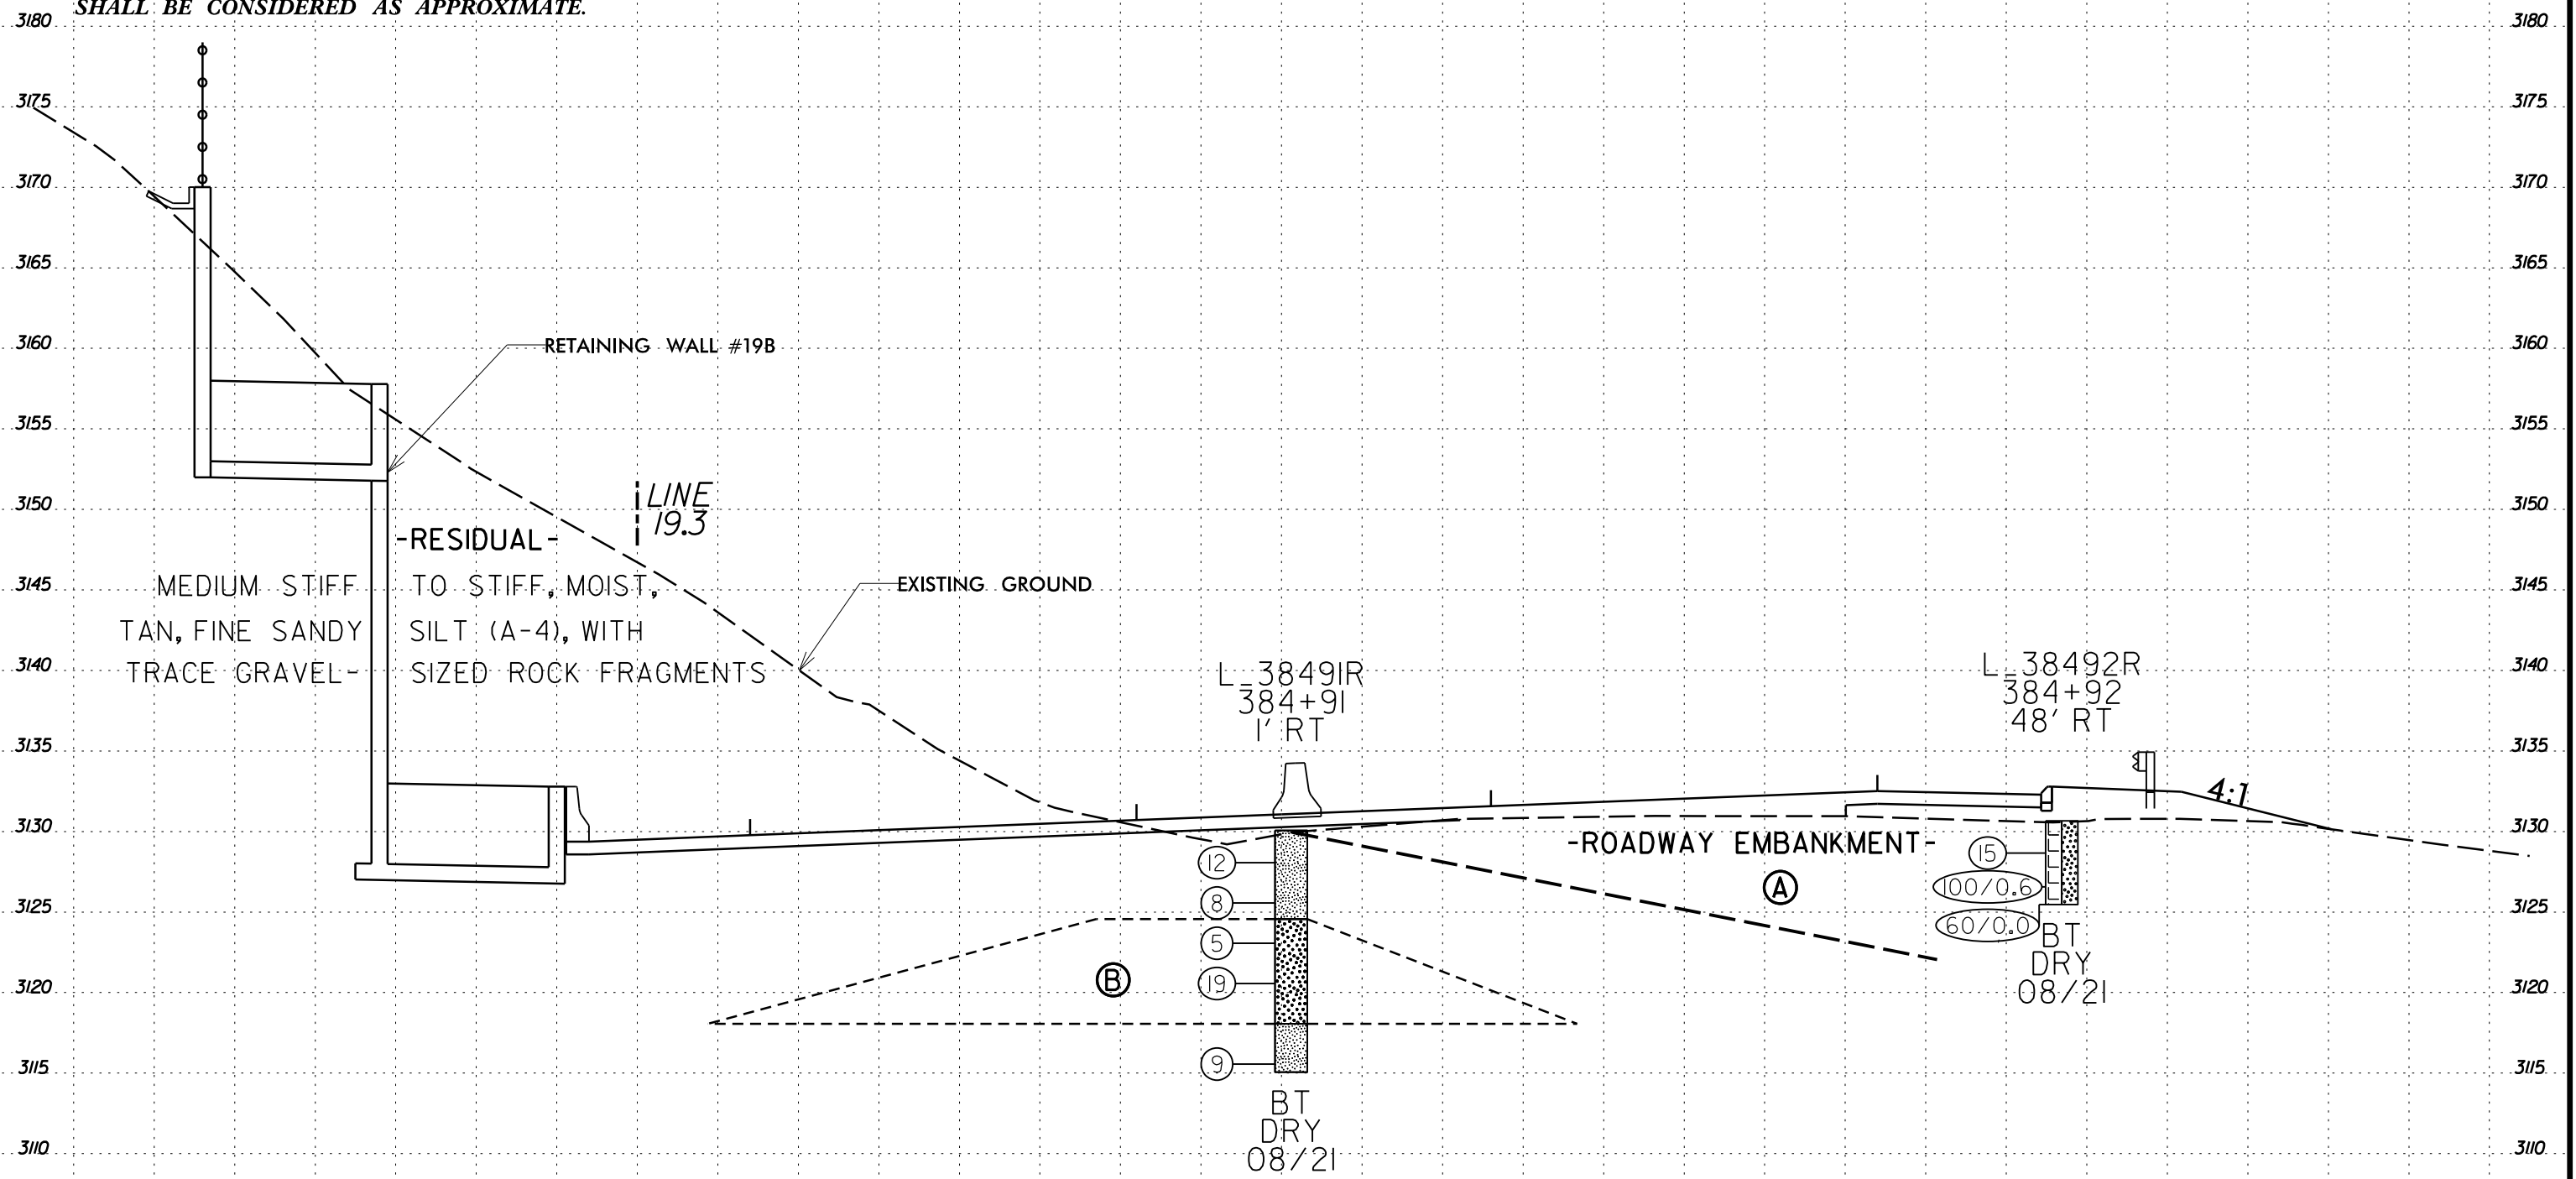 SHALL BE CONSIDERED AS APPROXIMATE.
3180 3180
3175 3175
3170 3170
3165 3165
3160 RETAINING WALL #19B 3160
3155 3155
3150 LINE 3150
19.3
-RESIDUAL-
3145 MEDIUM STIFF TO STIFF, MOIST, EXISTING GROUND 3145
TAN, FINE SANDY SILT (A-4), WITH
3140 TRACE GRAVEL- SIZED ROCK FRAGMENTS 3140
L_38491R
384+91
1' RT
L_38492R
384+92
48' RT
3135 3135
4:1
3130 3130
-ROADWAY EMBANKMENT-
12
15
A
100/0.6
8
3125 3125
60/0.0
5
BT
DRY
08/21
B
19
3120 3120
3115 3115
9
BT
DRY
08/21
3110 3110